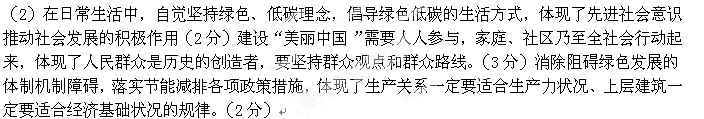 （2）在日常生活中，自觉坚持绿色、低碳理念，倡导绿色低碳的生活方式，体现了先进社会意识
推动社会发展的积极作用（2分）建设“美丽中国 ”需要人人参与，家庭、社区乃至全社会行动起
来，体现了人民群众是历史的创造者，要坚持群众观点和群众路线。（3分）消除阻碍绿色发展的
体制机制障碍，落实节能减排各项政策措施，体现了生产关系一定要适合生产力状况、上层建筑一
定要适合经济基础状况的规律。（2分）